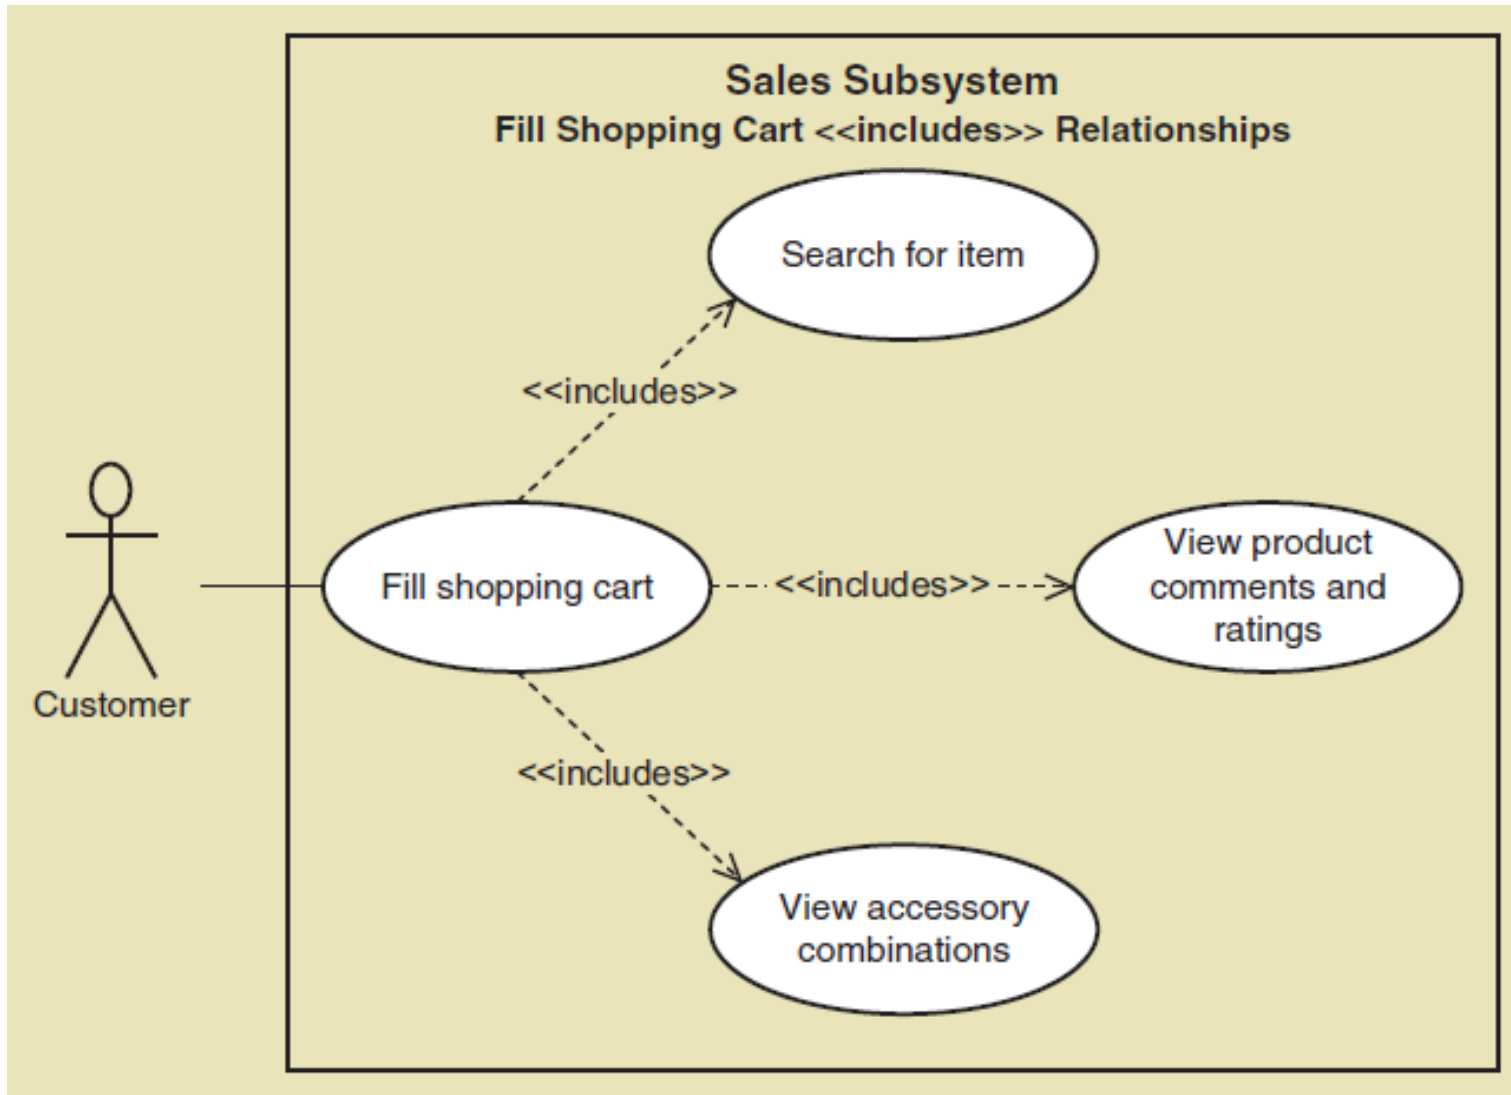 Sales Subsystem
Fill Shopping Cart <<includes>> Relationships
Search for item
<<includes>>
Fill shopping cart
<<includes>>
View product
comments and
ratings
Customer
<<includes>>
View accessory
combinations